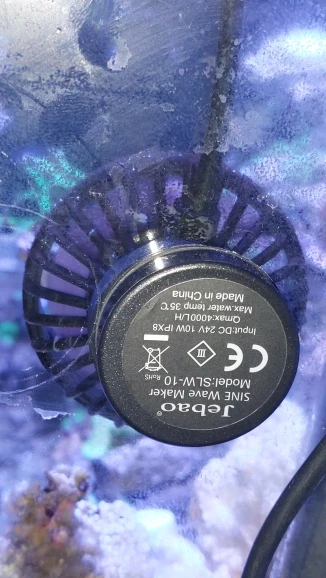 Jebao®
SINE Wave Maker
Model:SLW-10
CE
III
RoHS
Input:DC 24V 10W IPX8
Qmax:4000L/H
Max.water temp 35℃
Made in China